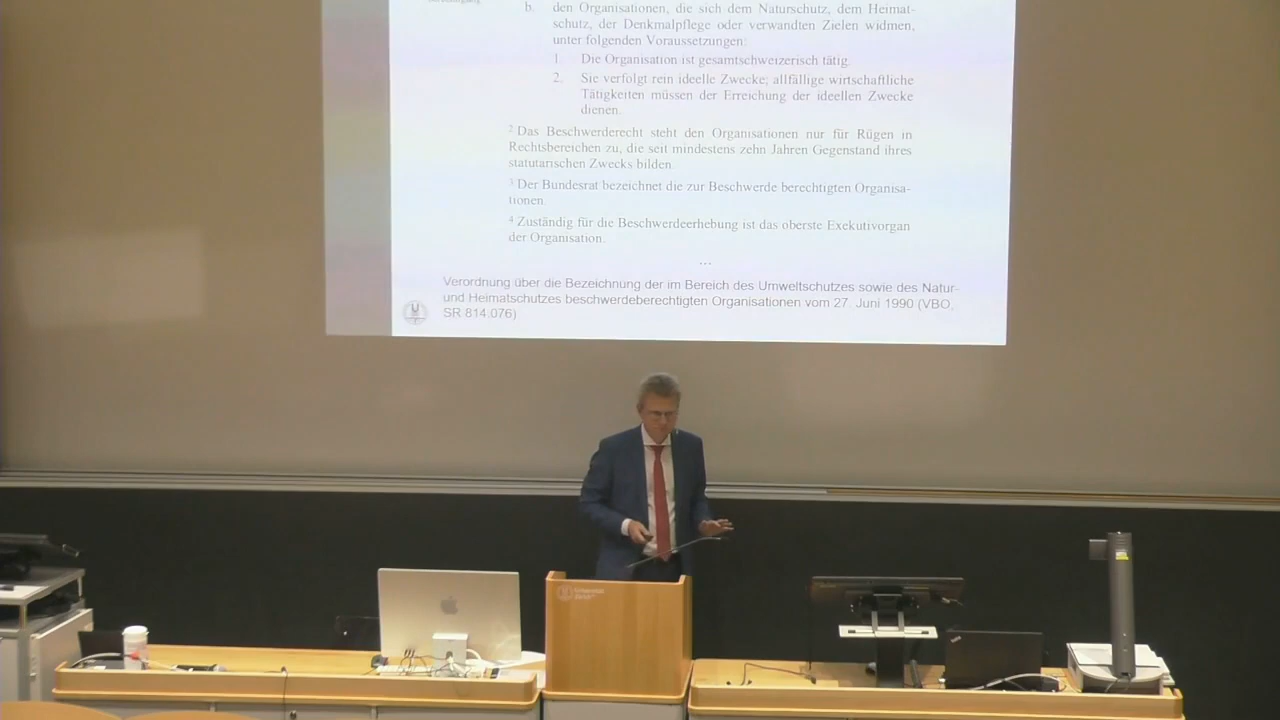 b. den Organisationen, die sich dem Naturschutz, dem Heimat-
schutz, der Denkmalpflege oder verwandten Zielen widmen,
unter folgenden Voraussetzungen:
1. Die Organisation ist gesamtschweizerisch tätig.
2. Sie verfolgt rein ideelle Zwecke; allfällige wirtschaftliche
Tätigkeiten müssen der Erreichung der ideellen Zwecke
dienen.
2 Das Beschwerderecht steht den Organisationen nur für Rügen in
Rechtsbereichen zu, die seit mindestens zehn Jahren Gegenstand ihres
statutarischen Zwecks bilden.
3 Der Bundesrat bezeichnet die zur Beschwerde berechtigten Organisa-
tionen.
4 Zuständig für die Beschwerdeerhebung ist das oberste Exekutivorgan
der Organisation.
...
Verordnung über die Bezeichnung der im Bereich des Umweltschutzes sowie des Natur-
und Heimatschutzes beschwerdeberechtigten Organisationen vom 27. Juni 1990 (VBO,
SR 814.076)
Universität
Zürich